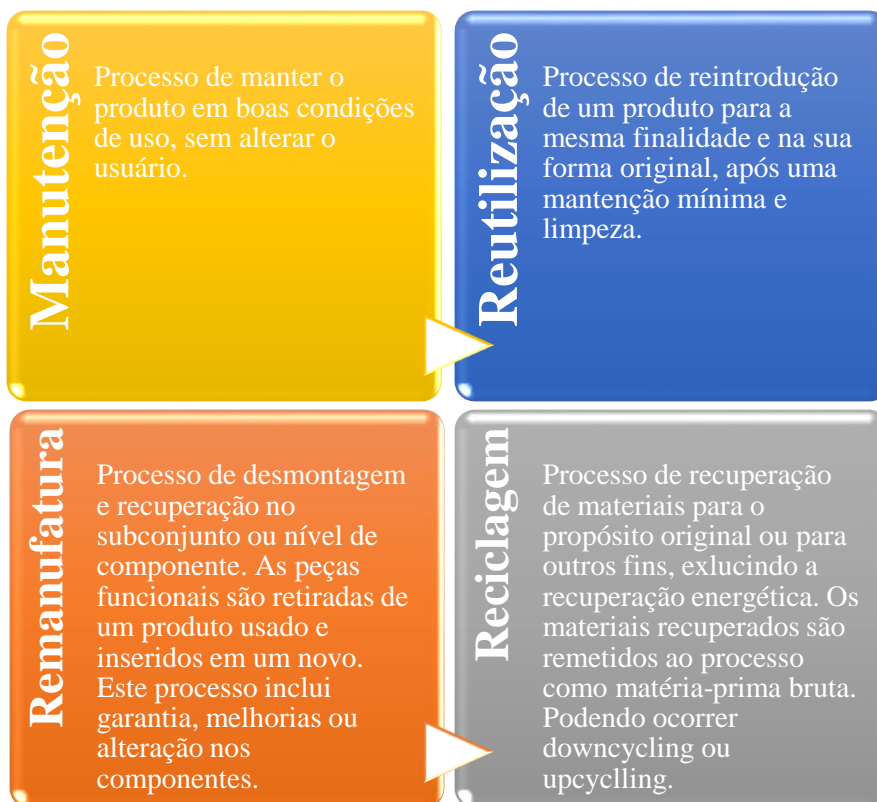 Manutenção
Processo de manter o
produto em boas condições
de uso, sem alterar o
usuário.
Reutilização
Processo de reintrodução
de um produto para a
mesma finalidade e na sua
forma original, após uma
mantenção mínima e
limpeza.
Remanufatura
Processo de desmontagem
e recuperação no
subconjunto ou nível de
componente. As peças
funcionais são retiradas de
um produto usado e
inseridos em um novo.
Este processo inclui
garantia, melhorias ou
alteração nos
componentes.
Reciclagem
Processo de recuperação
de materiais para o
propósito original ou para
outros fins, exlucindo a
recuperação energética. Os
materiais recuperados são
remetidos ao processo
como matéria-prima bruta.
Podendo ocorrer
downcycling ou
upcyclling.